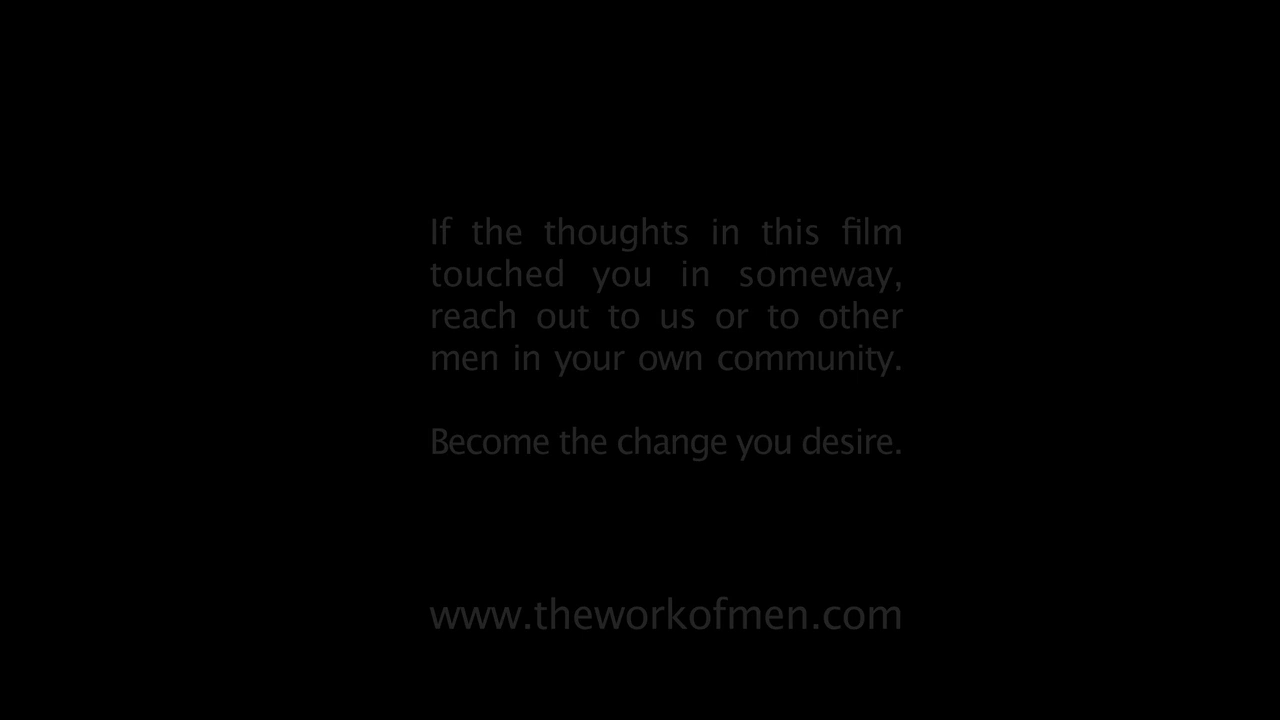 If the thoughts in this film
touched you in someway,
reach out to us or to other
men in your own community.
Become the change you desire.
www.theworkofmen.com